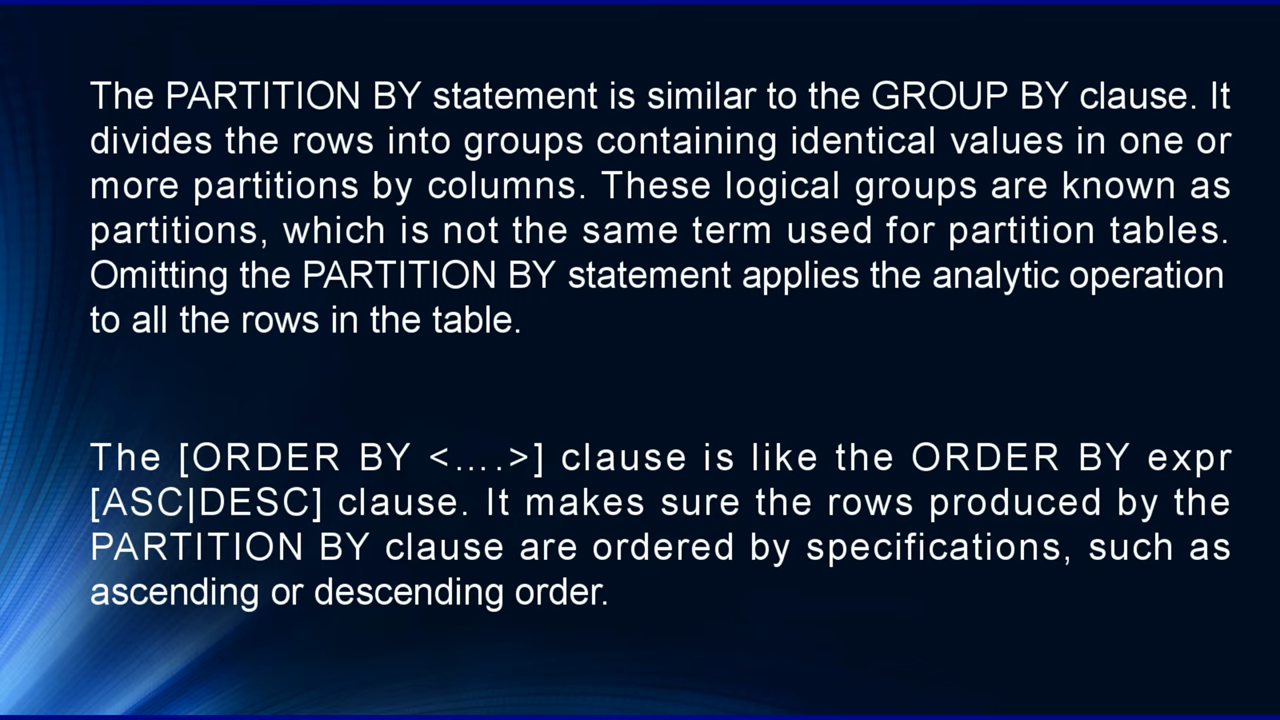 The PARTITION BY statement is similar to the GROUP BY clause. It
divides the rows into groups containing identical values in one or
more partitions by columns. These logical groups are known as
partitions, which is not the same term used for partition tables.
Omitting the PARTITION BY statement applies the analytic operation
to all the rows in the table.
The [ORDER BY <….>] clause is like the ORDER BY expr
[ASC|DESC] clause. It makes sure the rows produced by the
PARTITION BY clause are ordered by specifications, such as
ascending or descending order.